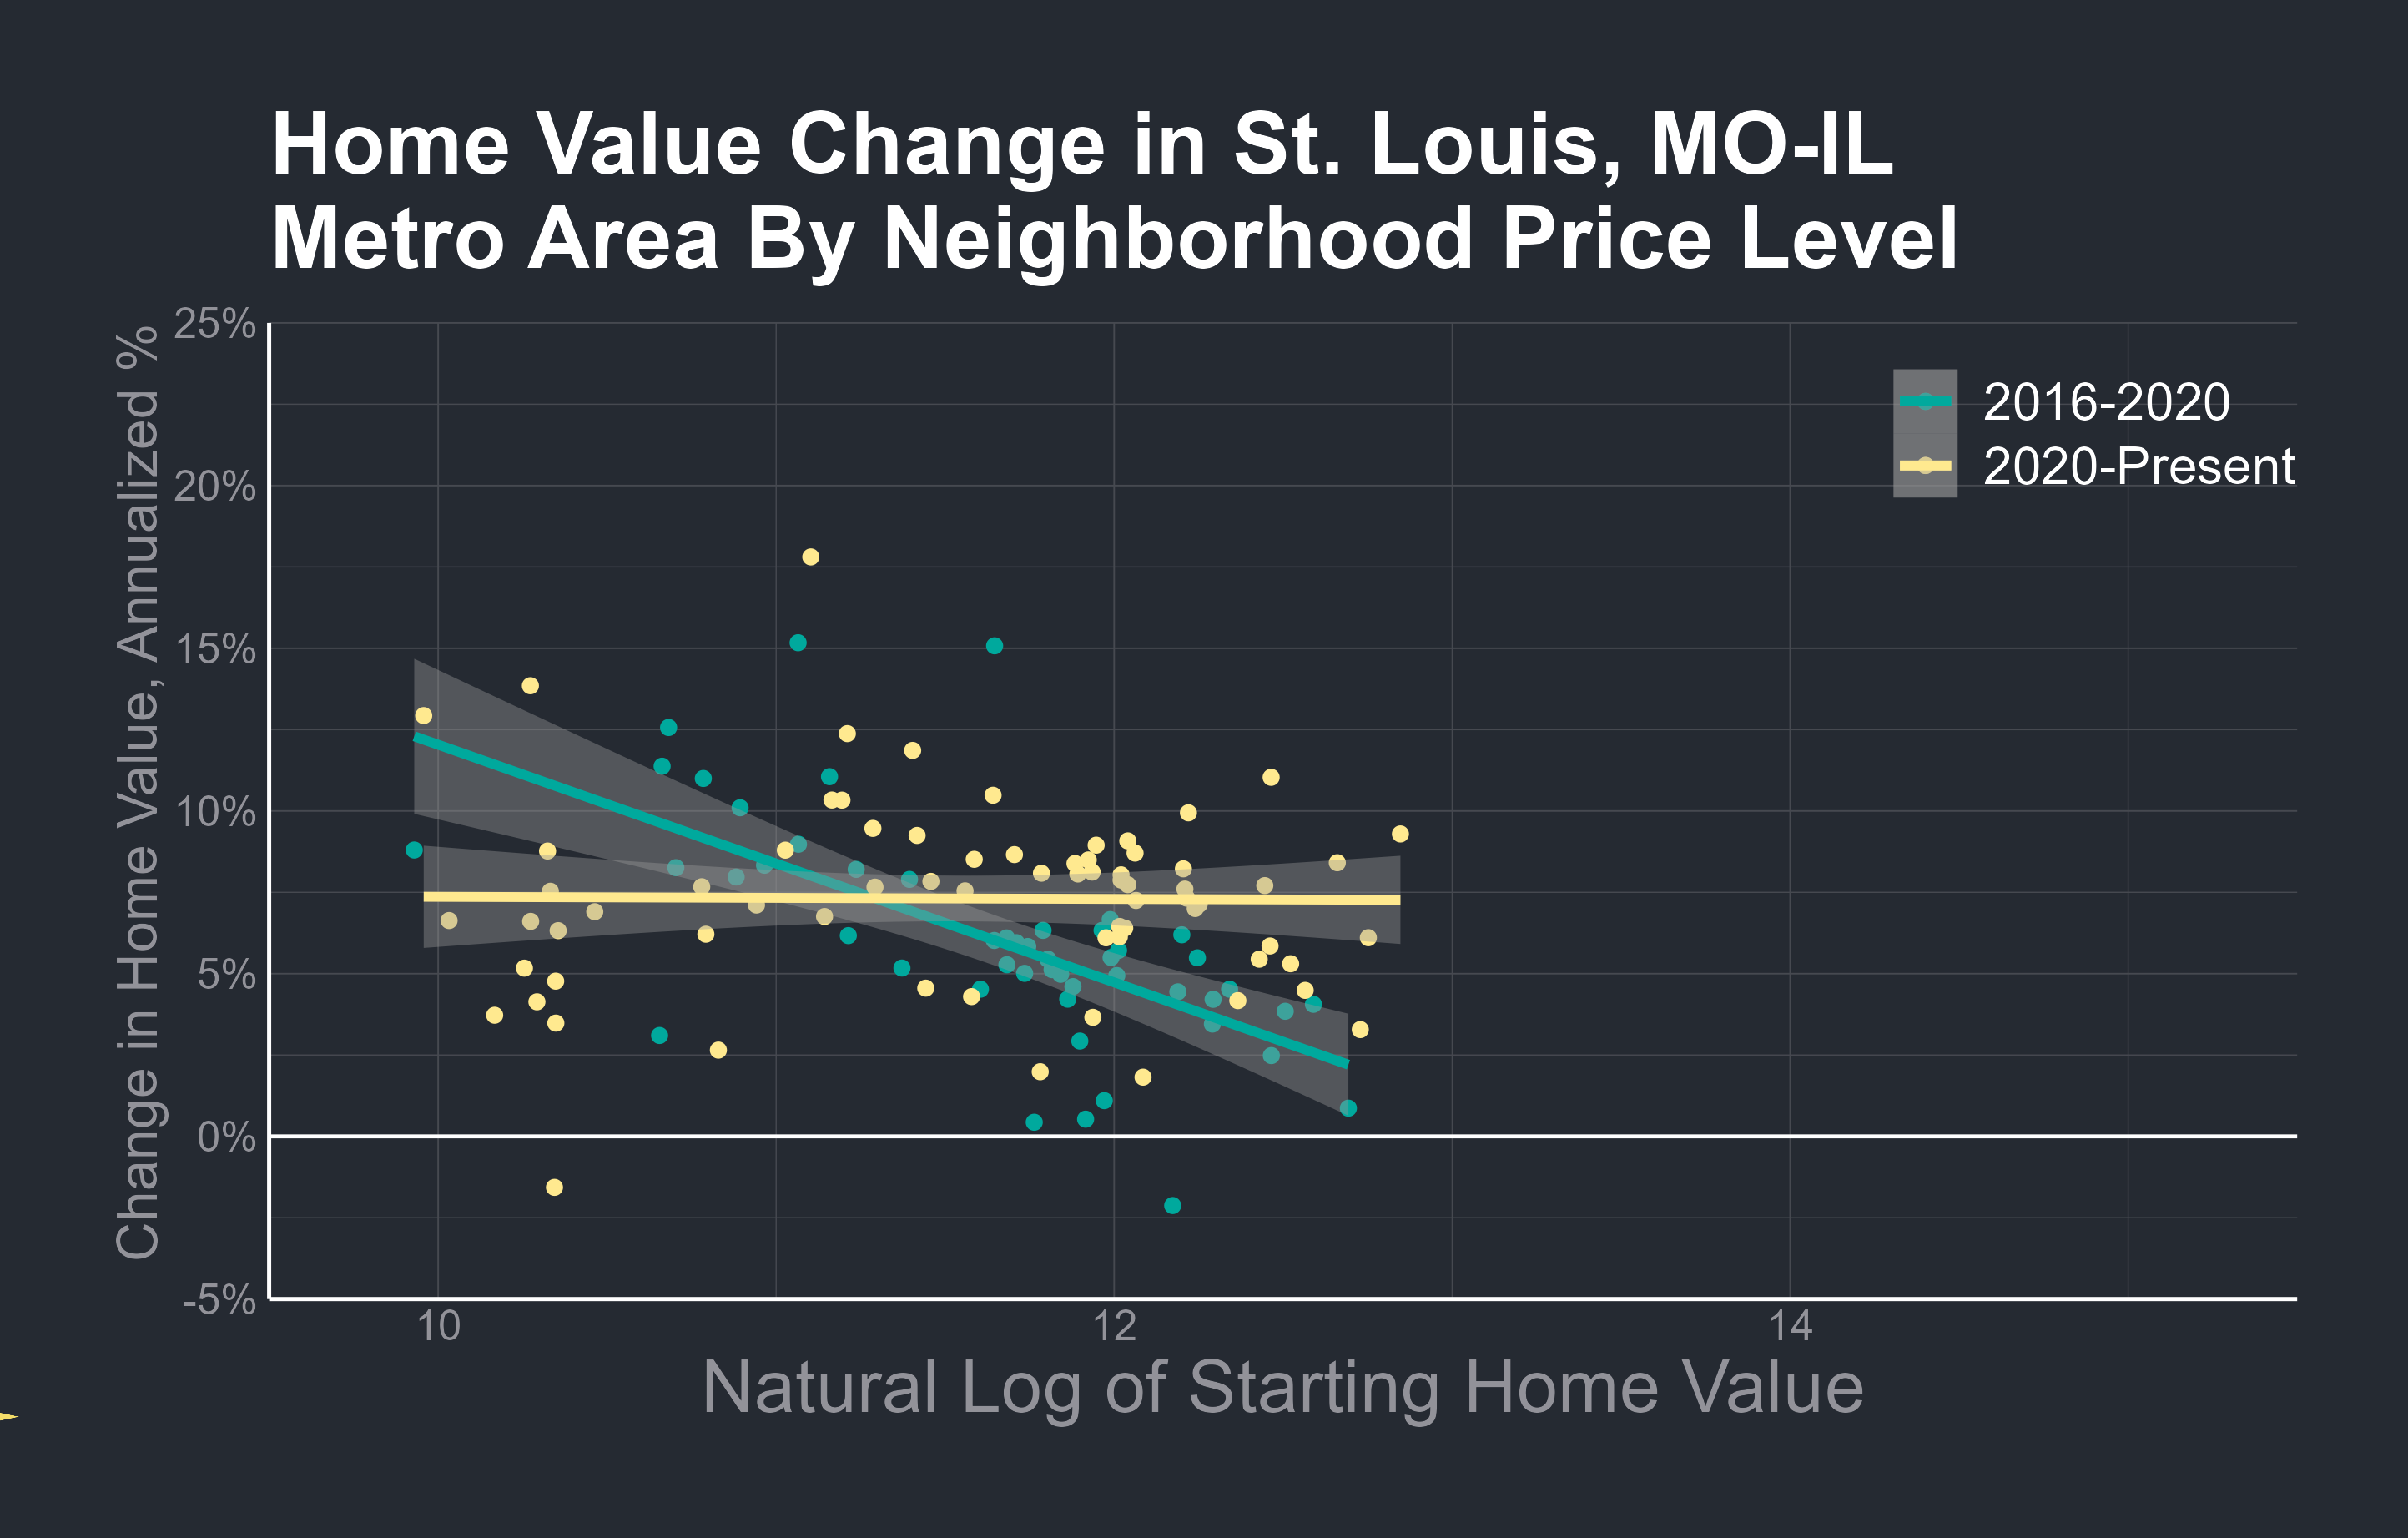 Home Value Change in St. Louis, MO-IL
Metro Area By Neighborhood Price Level
Change in Home Value, Annualized %
25%
20%
15%
10%
5%
0%
-5%
2016-2020
2020-Present
10 12 14
Natural Log of Starting Home Value